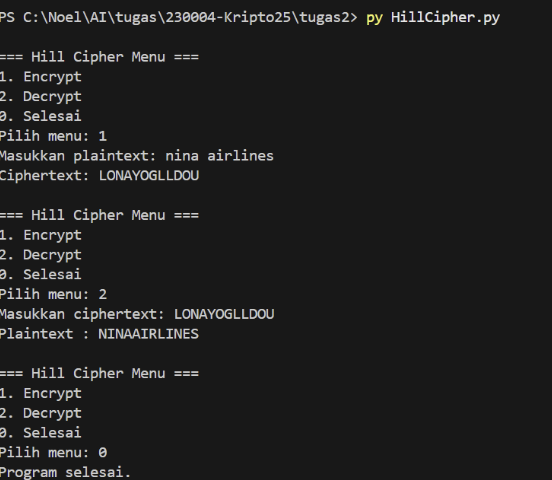 PS C:\Noel\AI\tugas\230004-Kripto25\tugas2> py HillCipher.py
=== Hill Cipher Menu ===
1. Encrypt
2. Decrypt
0. Selesai
Pilih menu: 1
Masukkan plaintext: nina airlines
Ciphertext: LONAYOGLLDOU
=== Hill Cipher Menu ===
1. Encrypt
2. Decrypt
0. Selesai
Pilih menu: 2
Masukkan ciphertext: LONAYOGLLDOU
Plaintext : NINAAIRLINES
=== Hill Cipher Menu ===
1. Encrypt
2. Decrypt
0. Selesai
Pilih menu: 0
Program selesai.